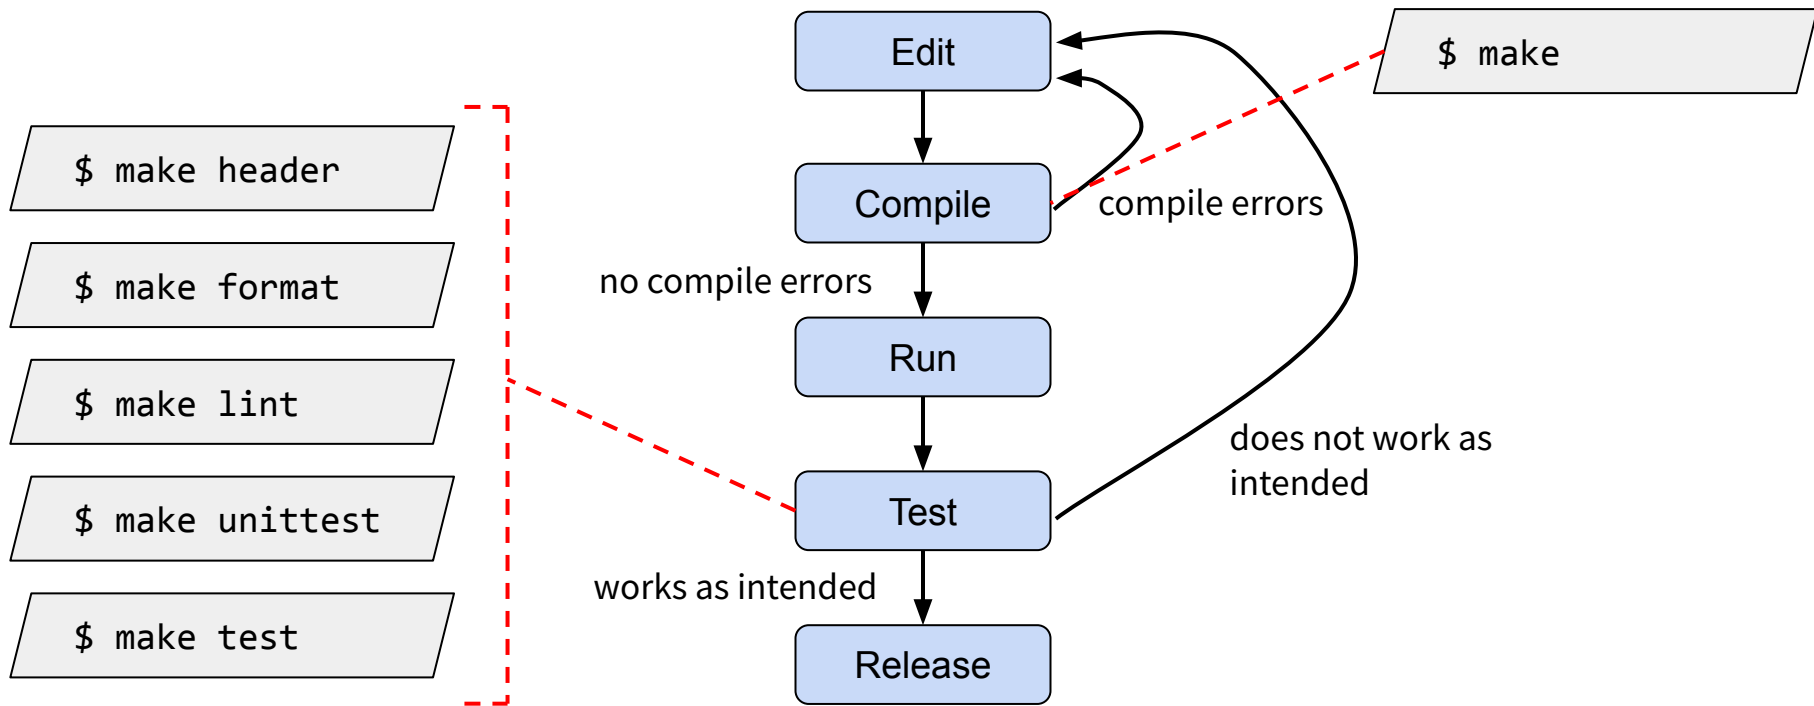 Edit
$ make
$ make header
$ make format
$ make lint
$ make unittest
$ make test
Compile
compile errors
no compile errors
Run
does not work as
intended
Test
works as intended
Release